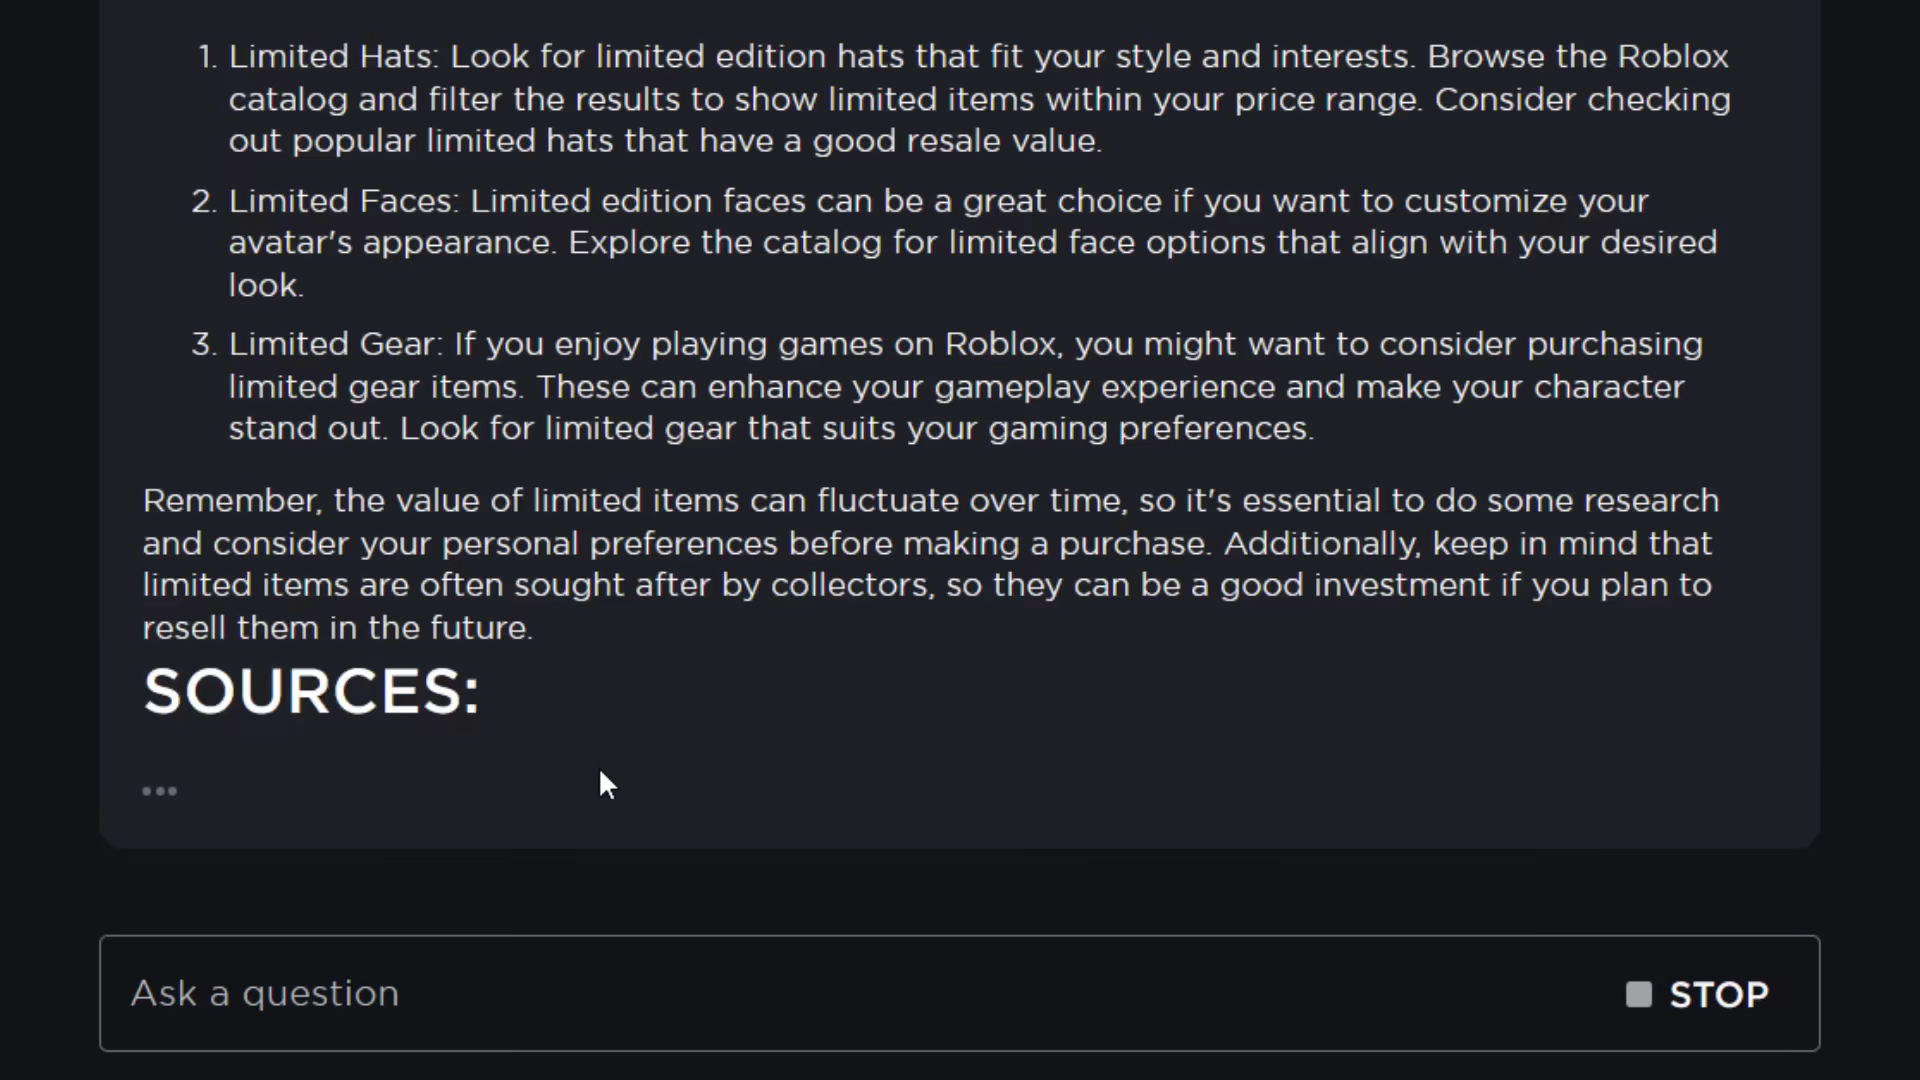 1. Limited Hats: Look for limited edition hats that fit your style and interests. Browse the Roblox
catalog and filter the results to show limited items within your price range. Consider checking
out popular limited hats that have a good resale value.
2. Limited Faces: Limited edition faces can be a great choice if you want to customize your
avatar's appearance. Explore the catalog for limited face options that align with your desired
look.
3. Limited Gear: If you enjoy playing games on Roblox, you might want to consider purchasing
limited gear items. These can enhance your gameplay experience and make your character
stand out. Look for limited gear that suits your gaming preferences.
Remember, the value of limited items can fluctuate over time, so it's essential to do some research
and consider your personal preferences before making a purchase. Additionally, keep in mind that
limited items are often sought after by collectors, so they can be a good investment if you plan to
resell them in the future.
SOURCES:
Ask a question
STOP